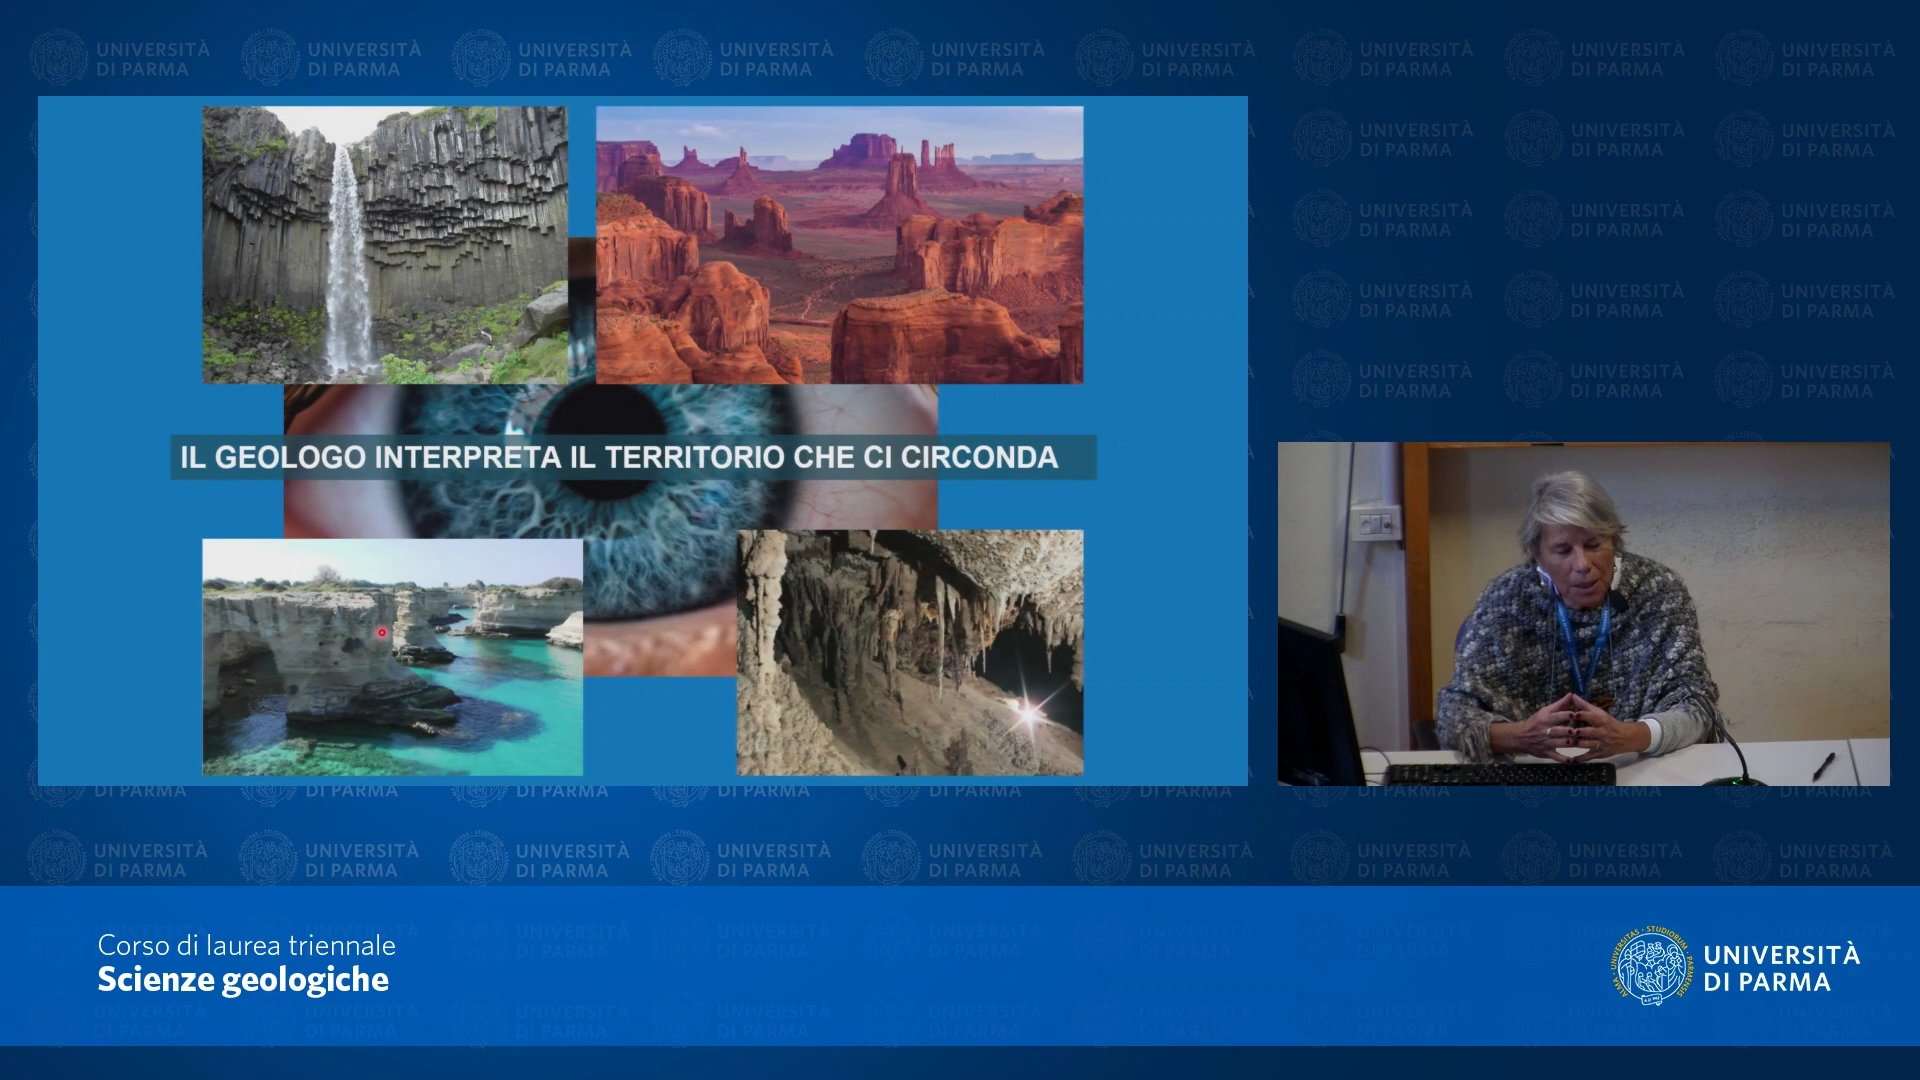 IL GEOLOGO INTERPRETA IL TERRITORIO CHE CI CIRCONDA
Corso di laurea triennale
Scienze geologiche
UNIVERSITÀ
DI PARMA